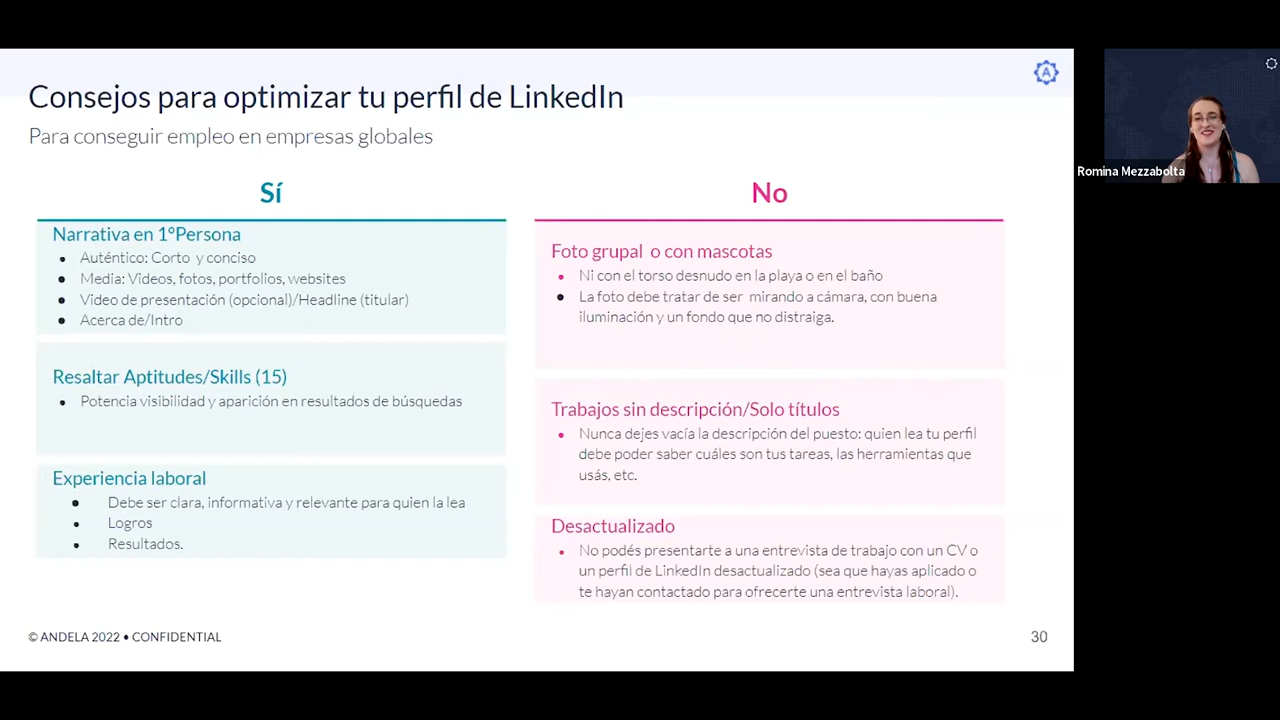 Consejos para optimizar tu perfil de LinkedIn
Para conseguir empleo en empresas globales
Sí
Narrativa en 1°Persona
Auténtico: Corto y conciso
Media: Videos, fotos, portfolios, websites
Video de presentación (opcional)/Headline (titular)
Acerca de/Intro
Resaltar Aptitudes/Skills (15)
Potencia visibilidad y aparición en resultados de búsquedas
Experiencia laboral
Debe ser clara, informativa y relevante para quien la lea
Logros
Resultados.
No
Foto grupal o con mascotas
Ni con el torso desnudo en la playa o en el baño
La foto debe tratar de ser mirando a cámara, con buena
iluminación y un fondo que no distraiga.
Trabajos sin descripción/Solo títulos
Nunca dejes vacía la descripción del puesto: quien lea tu perfil
debe poder saber cuáles son tus tareas, las herramientas que
usás, etc.
Desactualizado
No podés presentarte a una entrevista de trabajo con un CV o
un perfil de LinkedIn desactualizado (sea que hayas aplicado o
te hayan contactado para ofrecerte una entrevista laboral).
© ANDELA 2022 • CONFIDENTIAL
30
A
Romina Mezzabolta